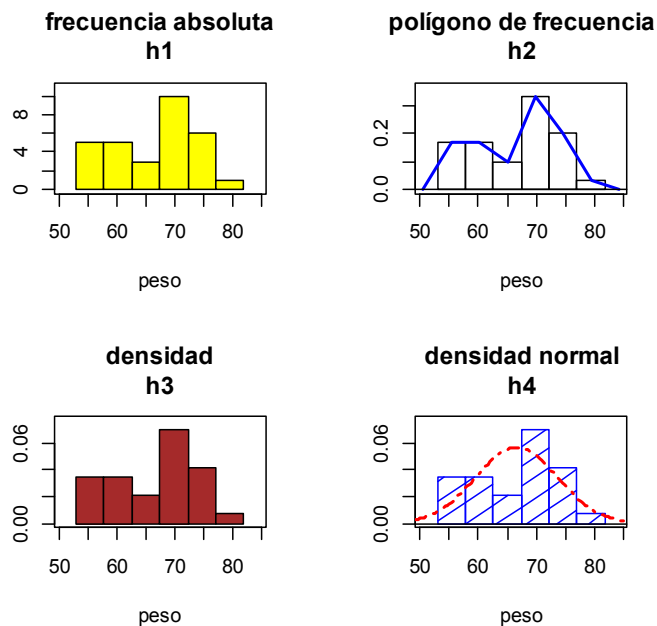 frecuencia absoluta
h1
0 4 8
50 60 70 80
peso
polígono de frecuencia
h2
0.0 0.2
50 60 70 80
peso
densidad
h3
0.00 0.06
50 60 70 80
peso
densidad normal
h4
0.00 0.06
50 60 70 80
peso